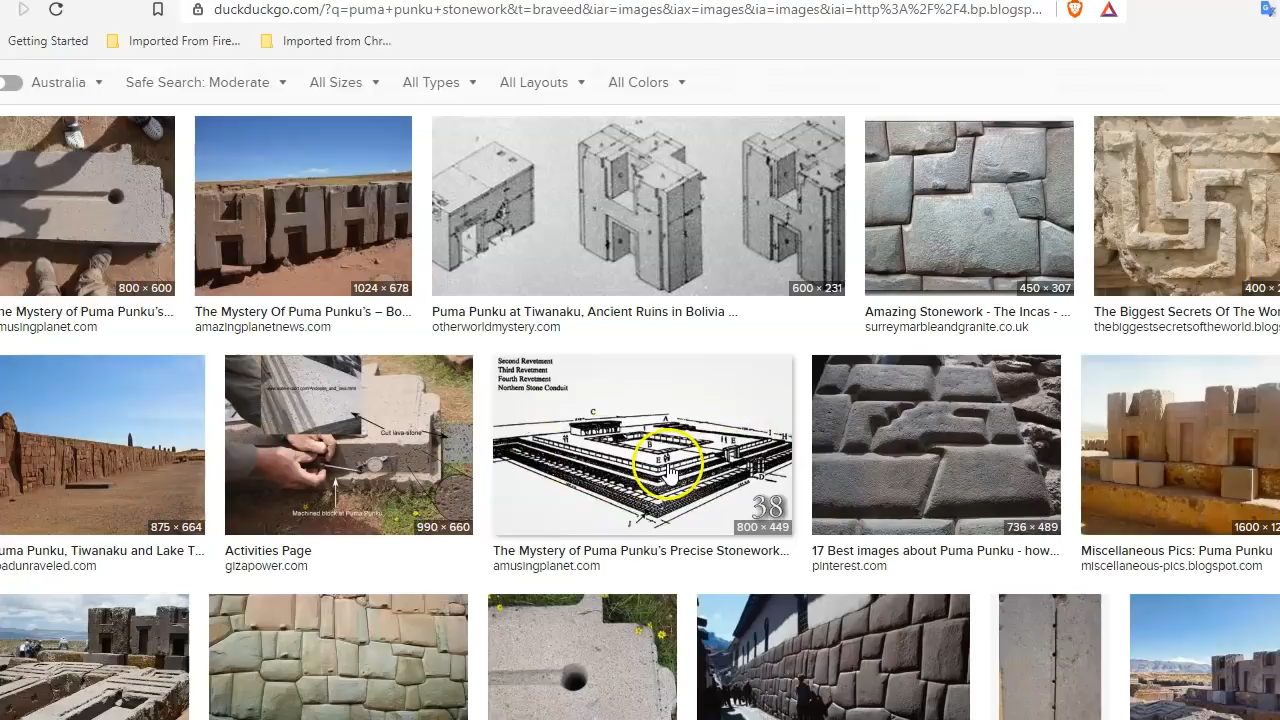 duckduckgo.com/?q=puma+punku+stonework&t=braveed&iar=images&iax=images&ia=images&iai=http%3A%2F%2F4.bp.blogsp...
Getting Started Imported From Fire... Imported from Chr...
Australia Safe Search: Moderate All Sizes All Types All Layouts All Colors
800 × 600
1024 × 678
600 × 231
450 × 307
400 ×
he Mystery of Puma Punku's...
The Mystery Of Puma Punku's – Bo...
Puma Punku at Tiwanaku, Ancient Ruins in Bolivia ...
Amazing Stonework - The Incas - ...
The Biggest Secrets Of The Wor
musingplanet.com
amazingplanetnews.com
otherworldmystery.com
surreymarbleandgranite.co.uk
thebiggestsecretsoftheworld.blogs
Cut lava-stone
Machined block at Puma Punku
Second Revetment
Third Revetment
Fourth Revetment
Northern Stone Conduit
C
A
B
E
E
38
875 × 664
990 × 660
800 × 449
736 × 489
1600 × 12
uma Punku, Tiwanaku and Lake T...
Activities Page
The Mystery of Puma Punku's Precise Stonework...
17 Best images about Puma Punku - how...
Miscellaneous Pics: Puma Punku
adunraveled.com
gizapower.com
amusingplanet.com
pinterest.com
miscellaneous-pics.blogspot.com